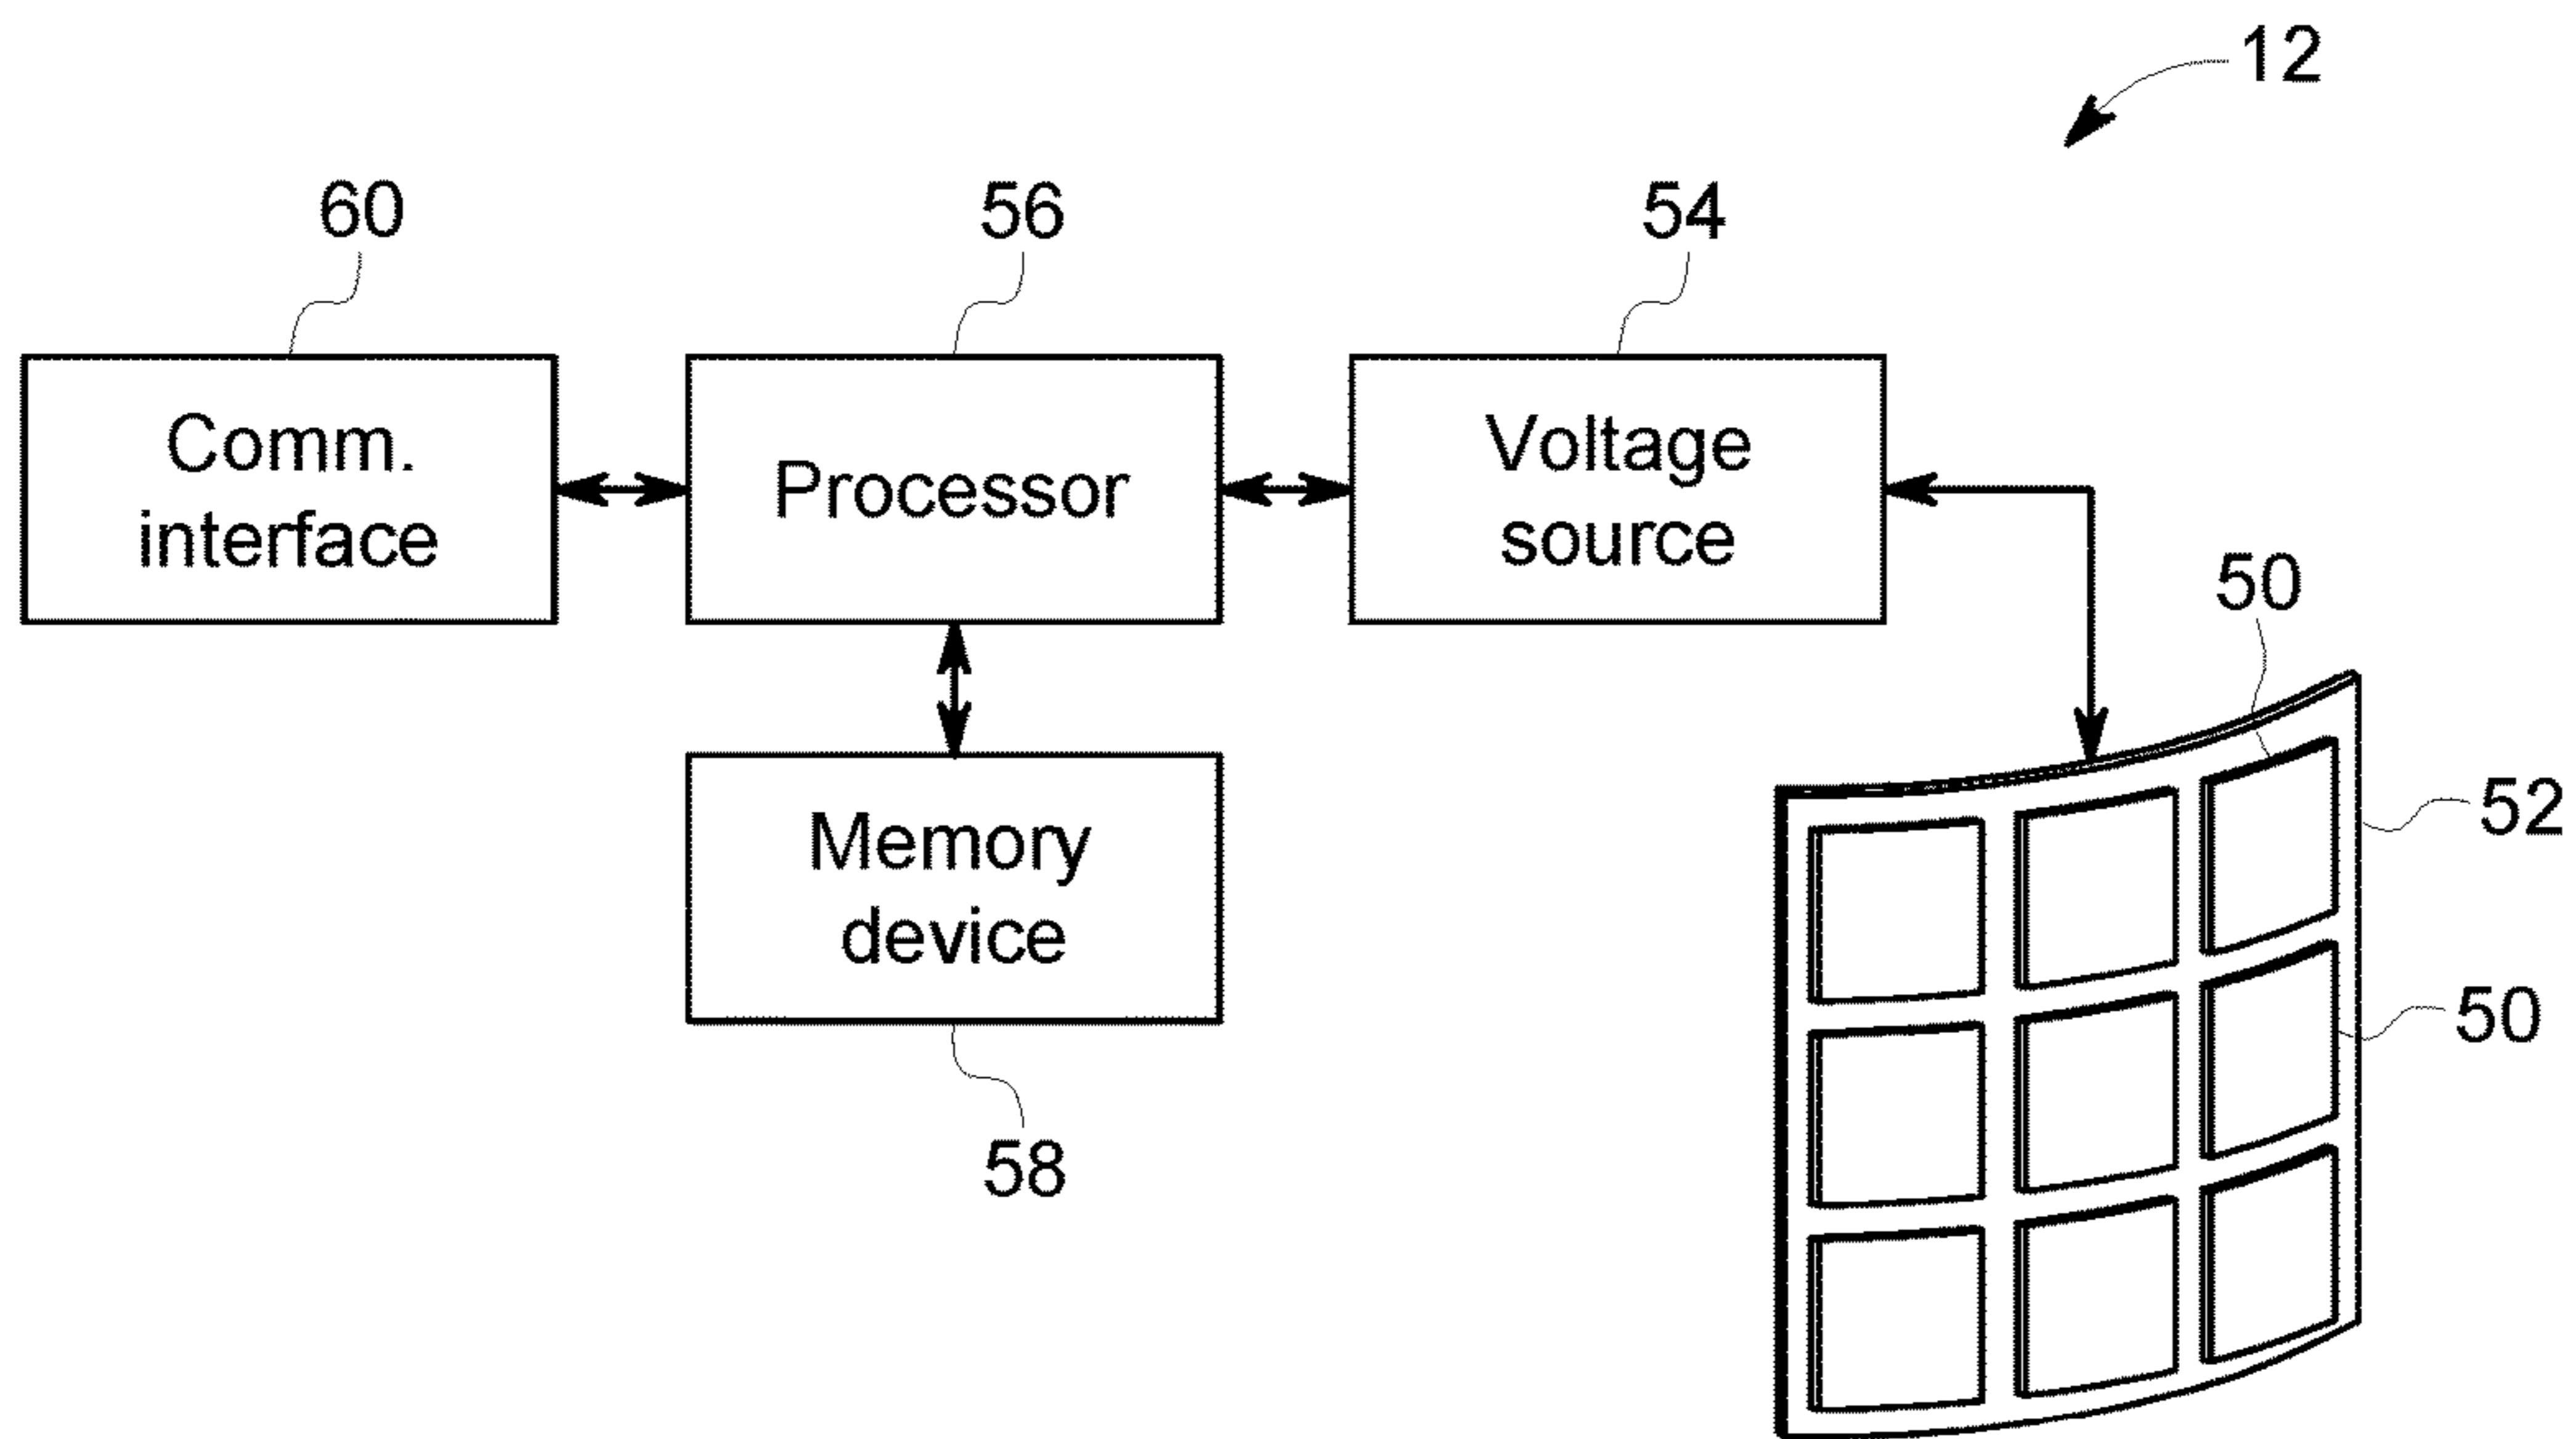 12
60
56
54
Comm.
interface
Processor
Voltage
source
50
52
Memory
device
50
58